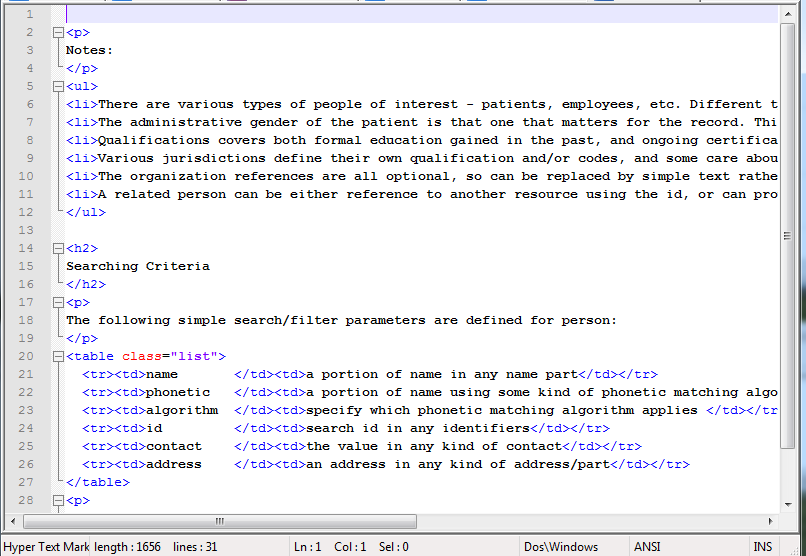 1
2 <p>
3 Notes:
4 </p>
5 <ul>
6 <li>There are various types of people of interest - patients, employees, etc. Different t
7 <li>The administrative gender of the patient is that one that matters for the record. Thi
8 <li>Qualifications covers both formal education gained in the past, and ongoing certifica
9 <li>Various jurisdictions define their own qualification and/or codes, and some care abou
10 <li>The organization references are all optional, so can be replaced by simple text rathe
11 <li>A related person can be either reference to another resource using the id, or can pro
12 </ul>
13
14 <h2>
15 Searching Criteria
16 </h2>
17 <p>
18 The following simple search/filter parameters are defined for person:
19 </p>
20 <table class="list">
21 <tr><td>name </td><td>a portion of name in any name part</td></tr>
22 <tr><td>phonetic </td><td>a portion of name using some kind of phonetic matching algo
23 <tr><td>algorithm </td><td>specify which phonetic matching algorithm applies </td></tr
24 <tr><td>id </td><td>search id in any identifiers</td></tr>
25 <tr><td>contact </td><td>the value in any kind of contact</td></tr>
26 <tr><td>address </td><td>an address in any kind of address/part</td></tr>
27 </table>
28 <p>
Hyper Text Mark length : 1656 lines : 31 Ln : 1 Col : 1 Sel : 0 Dos\Windows ANSI INS